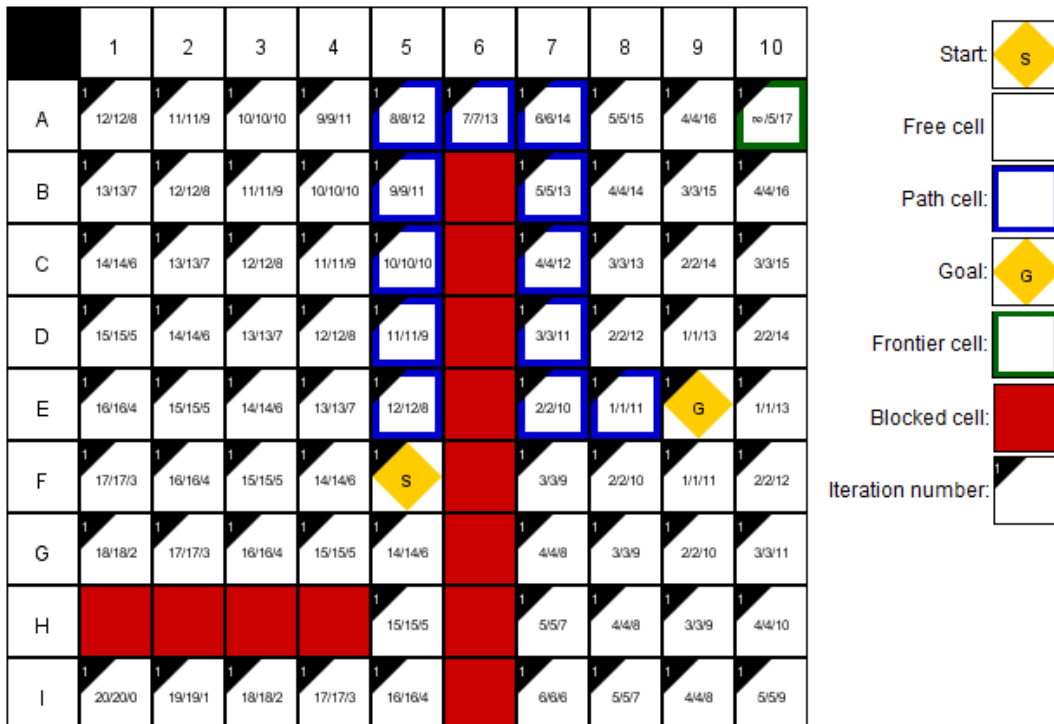 1 2 3 4 5 6 7 8 9 10
A 1 12/12/8 1 11/11/9 1 10/10/10 1 9/9/11 1 8/8/12 1 7/7/13 1 6/6/14 1 5/5/15 1 4/4/16 1 ∞/5/17
B 1 13/13/7 1 12/12/8 1 11/11/9 1 10/10/10 1 9/9/11 1 5/5/13 1 4/4/14 1 3/3/15 1 4/4/16
C 1 14/14/6 1 13/13/7 1 12/12/8 1 11/11/9 1 10/10/10 1 4/4/12 1 3/3/13 1 2/2/14 1 3/3/15
D 1 15/15/5 1 14/14/6 1 13/13/7 1 12/12/8 1 11/11/9 1 3/3/11 1 2/2/12 1 1/1/13 1 2/2/14
E 1 16/16/4 1 15/15/5 1 14/14/6 1 13/13/7 1 12/12/8 1 2/2/10 1 1/1/11 1 G 1 1/1/13
F 1 17/17/3 1 16/16/4 1 15/15/5 1 14/14/6 1 S 1 3/3/9 1 2/2/10 1 1/1/11 1 2/2/12
G 1 18/18/2 1 17/17/3 1 16/16/4 1 15/15/5 1 14/14/6 1 4/4/8 1 3/3/9 1 2/2/10 1 3/3/11
H 1 15/15/5 1 5/5/7 1 4/4/8 1 3/3/9 1 4/4/10
I 1 20/20/0 1 19/19/1 1 18/18/2 1 17/17/3 1 16/16/4 1 6/6/6 1 5/5/7 1 4/4/8 1 5/5/9
Start: S
Free cell
Path cell:
Goal: G
Frontier cell:
Blocked cell:
Iteration number: 1